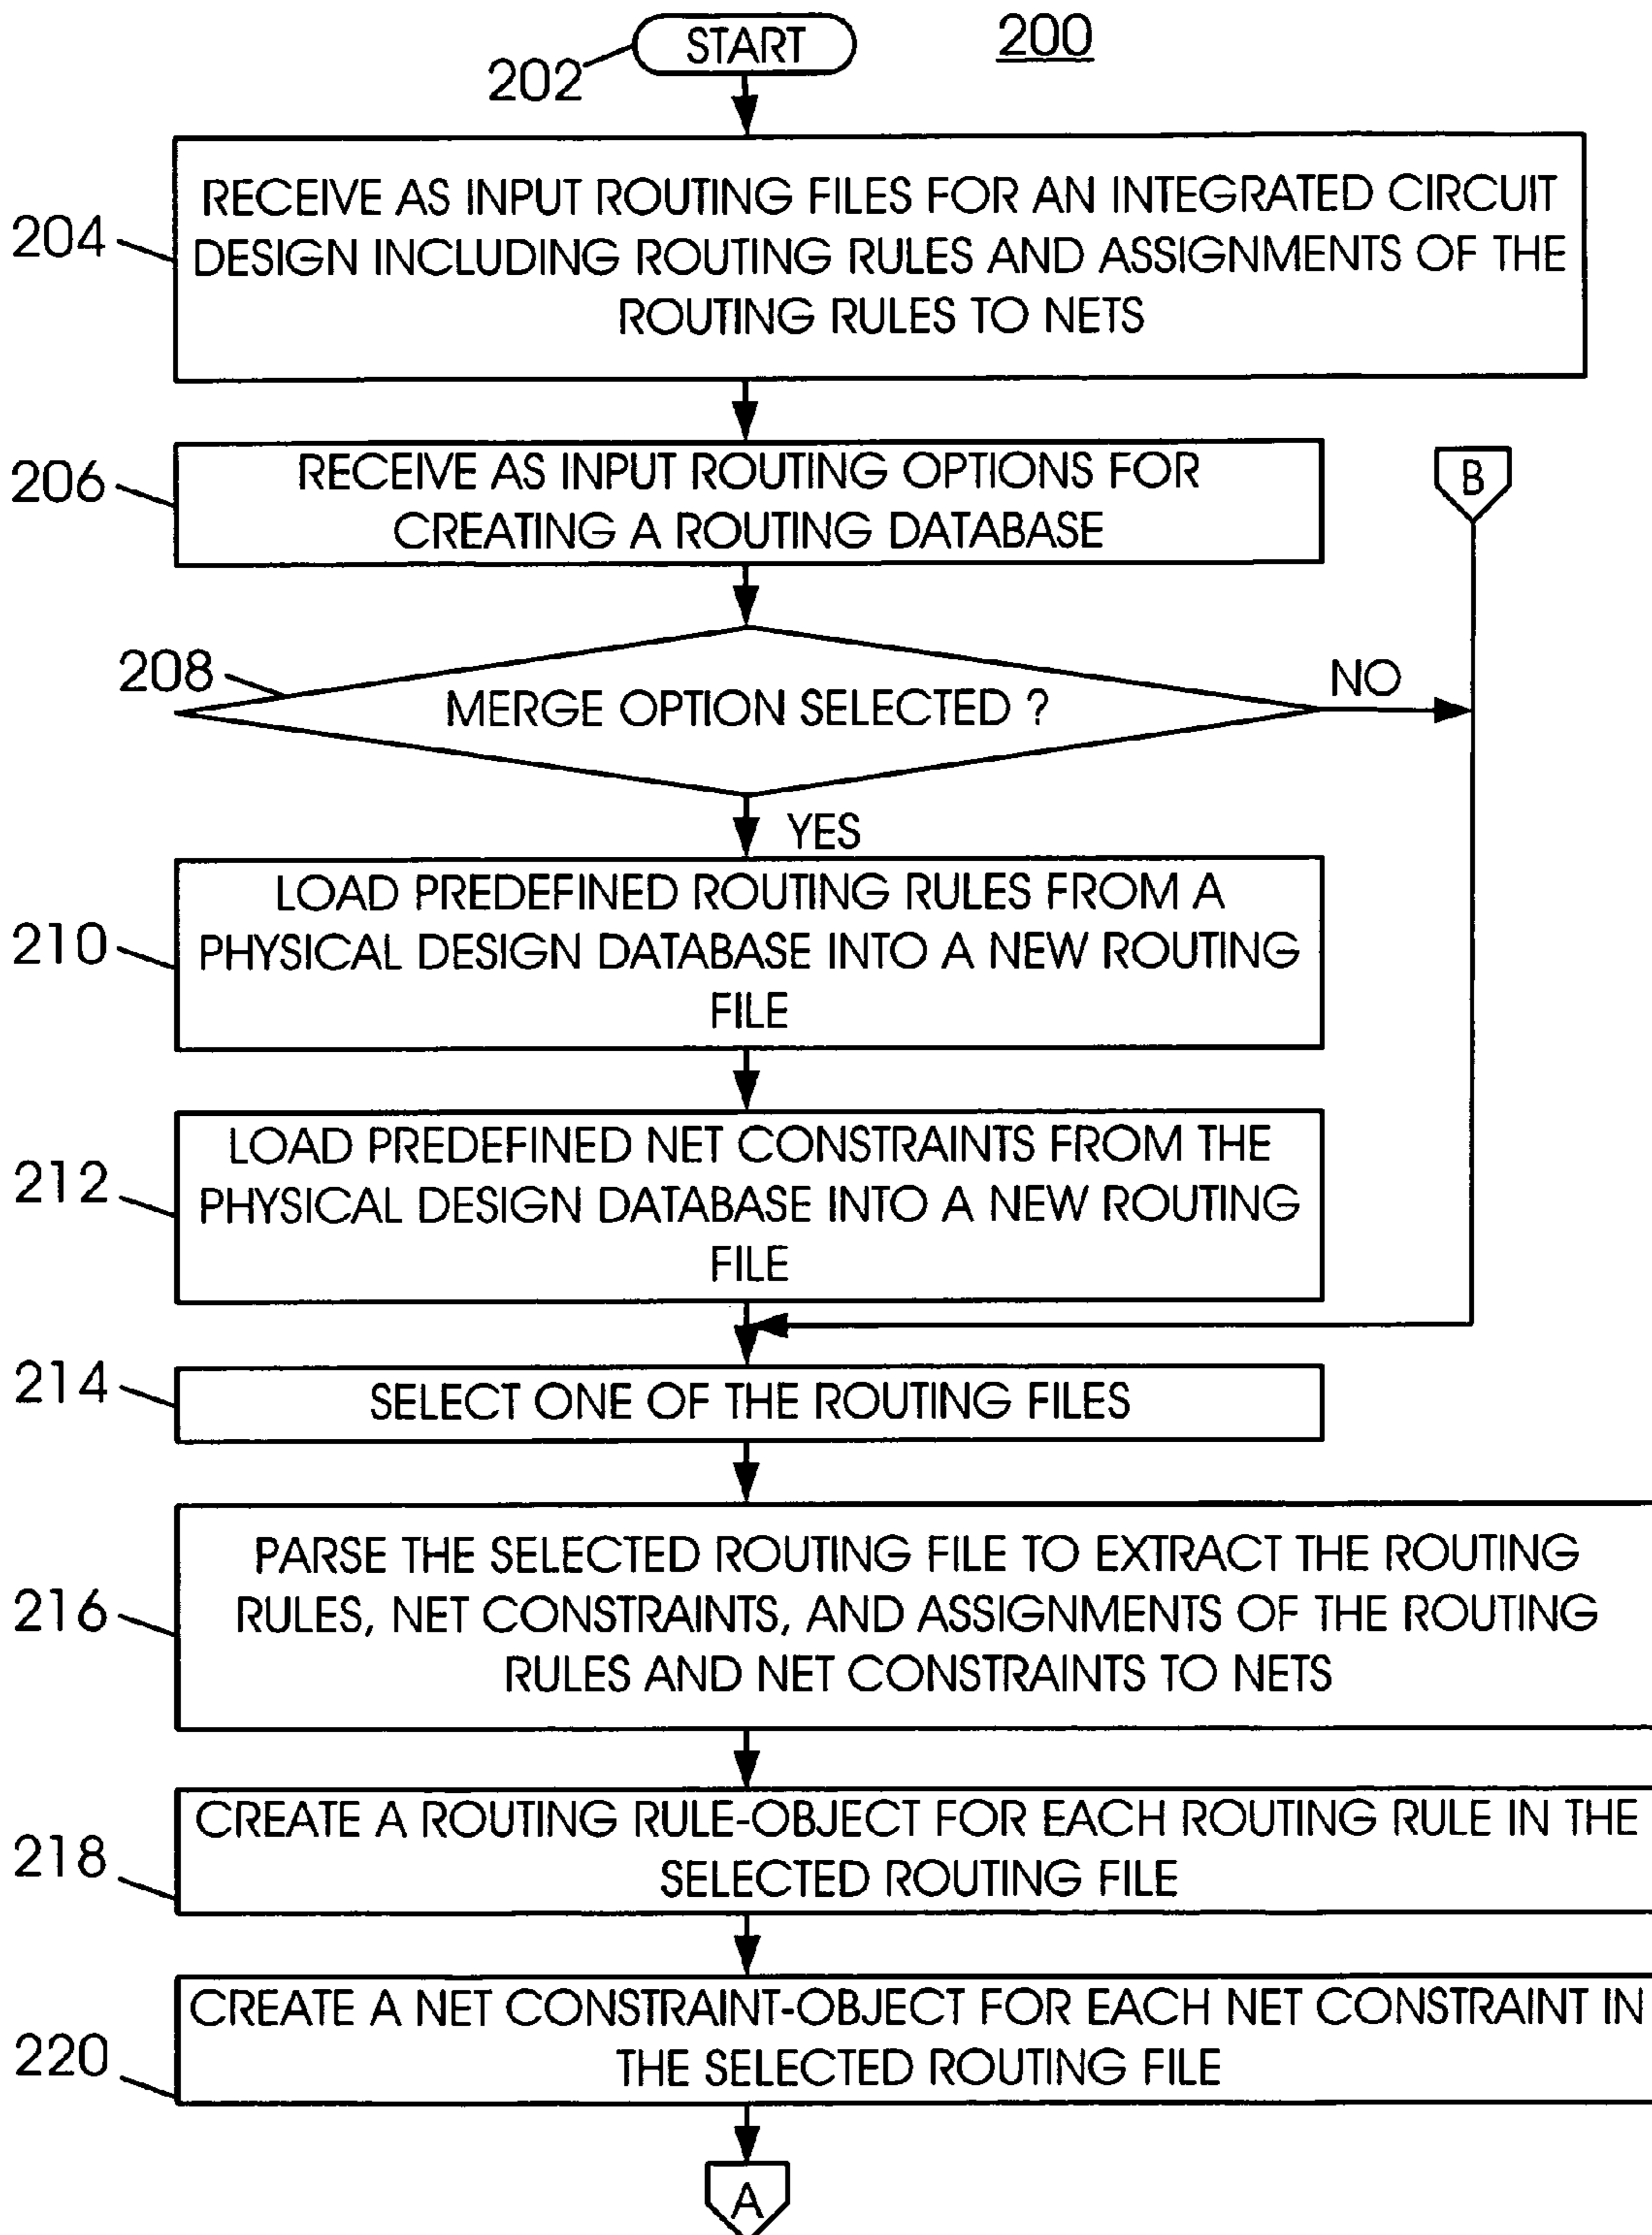 START
200
202
RECEIVE AS INPUT ROUTING FILES FOR AN INTEGRATED CIRCUIT
DESIGN INCLUDING ROUTING RULES AND ASSIGNMENTS OF THE
ROUTING RULES TO NETS
204
RECEIVE AS INPUT ROUTING OPTIONS FOR
CREATING A ROUTING DATABASE
206
B
208
MERGE OPTION SELECTED ?
NO
YES
LOAD PREDEFINED ROUTING RULES FROM A
PHYSICAL DESIGN DATABASE INTO A NEW ROUTING
FILE
210
LOAD PREDEFINED NET CONSTRAINTS FROM THE
PHYSICAL DESIGN DATABASE INTO A NEW ROUTING
FILE
212
214
SELECT ONE OF THE ROUTING FILES
PARSE THE SELECTED ROUTING FILE TO EXTRACT THE ROUTING
RULES, NET CONSTRAINTS, AND ASSIGNMENTS OF THE ROUTING
RULES AND NET CONSTRAINTS TO NETS
216
CREATE A ROUTING RULE-OBJECT FOR EACH ROUTING RULE IN THE
SELECTED ROUTING FILE
218
CREATE A NET CONSTRAINT-OBJECT FOR EACH NET CONSTRAINT IN
THE SELECTED ROUTING FILE
220
A